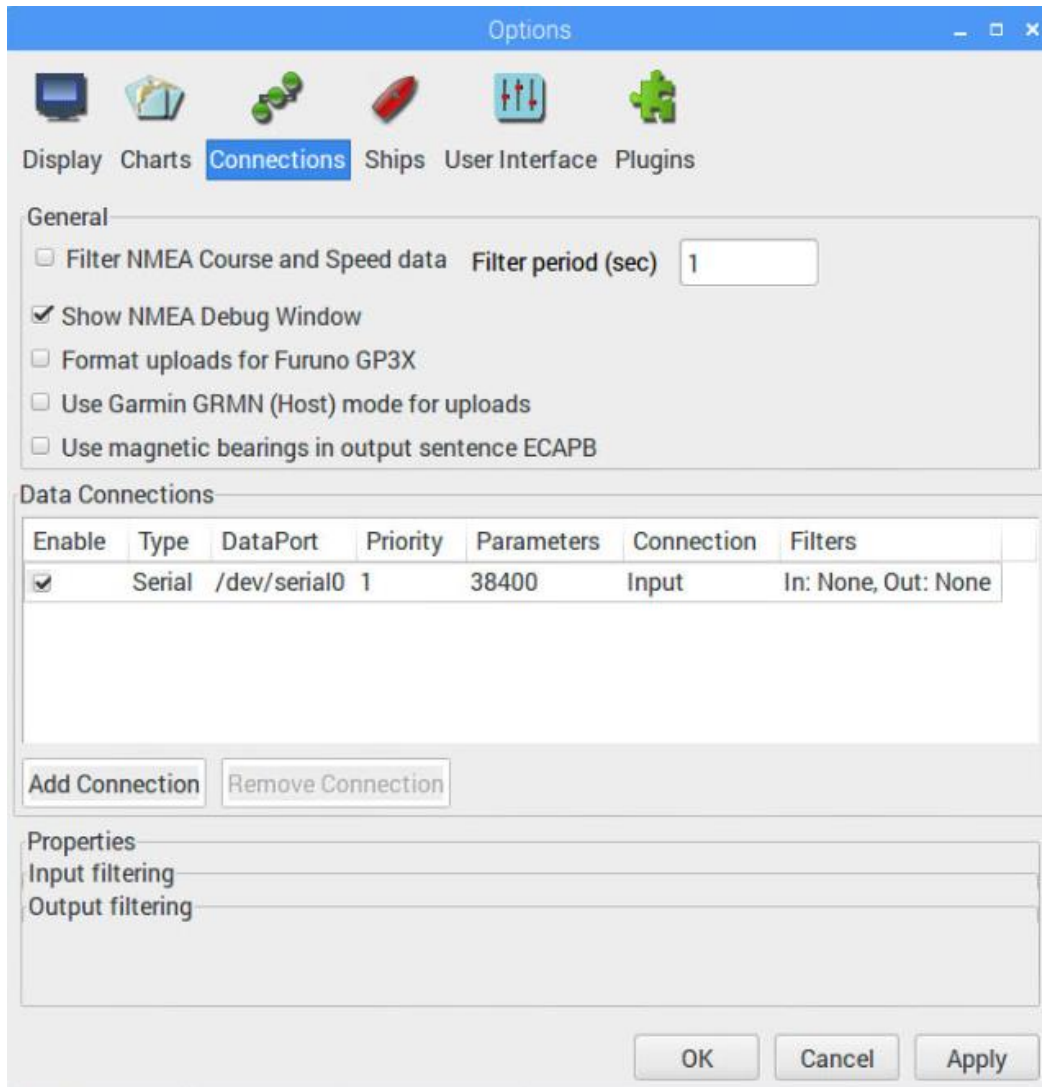 Options
Display Charts Connections Ships User Interface Plugins
General
Filter NMEA Course and Speed data Filter period (sec) 1
Show NMEA Debug Window
Format uploads for Furuno GP3X
Use Garmin GRMN (Host) mode for uploads
Use magnetic bearings in output sentence ECAPB
Data Connections
Enable Type DataPort Priority Parameters Connection Filters
Serial /dev/serial0 1 38400 Input In: None, Out: None
Add Connection Remove Connection
Properties
Input filtering
Output filtering
OK Cancel Apply